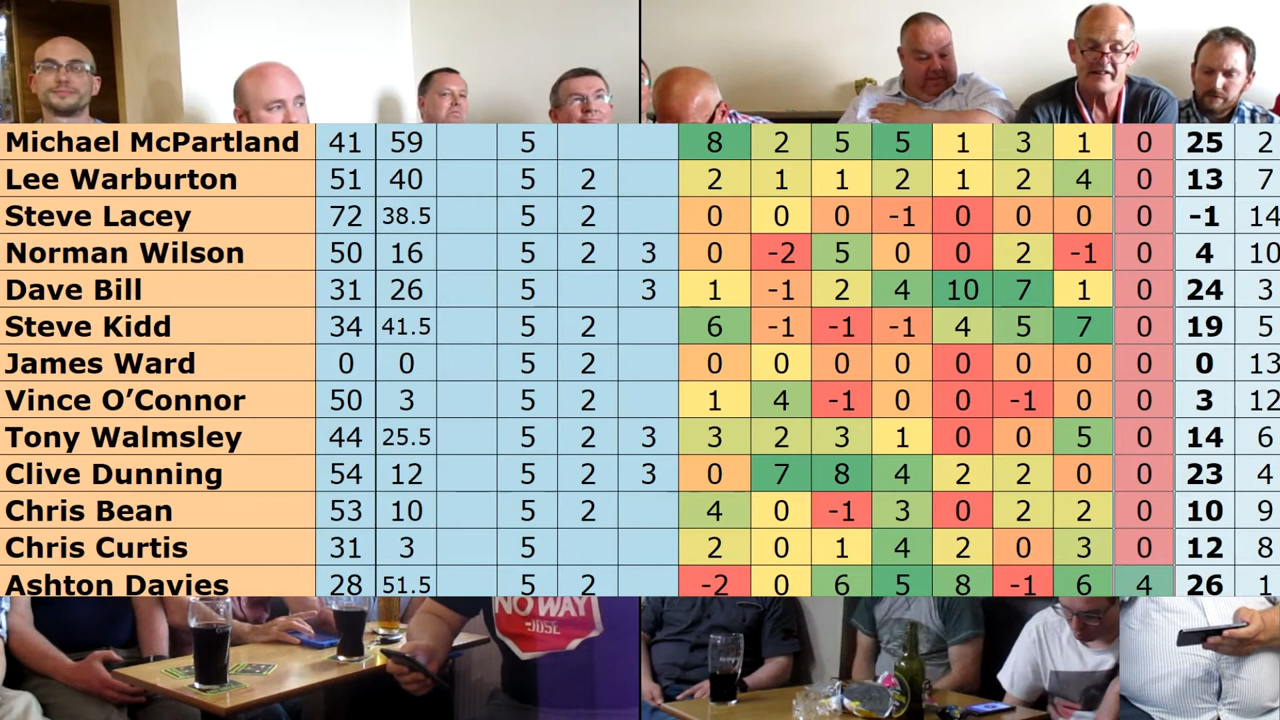 Michael McPartland 41 59 5 8 2 5 5 1 3 1 0 25 2
Lee Warburton 51 40 5 2 2 1 1 2 1 2 4 0 13 7
Steve Lacey 72 38.5 5 2 0 0 0 -1 0 0 0 0 -1 14
Norman Wilson 50 16 5 2 3 0 -2 5 0 0 2 -1 0 4 10
Dave Bill 31 26 5 3 1 -1 2 4 10 7 1 0 24 3
Steve Kidd 34 41.5 5 2 6 -1 -1 -1 4 5 7 0 19 5
James Ward 0 0 5 2 0 0 0 0 0 0 0 0 0 13
Vince O’Connor 50 3 5 2 1 4 -1 0 0 -1 0 0 3 12
Tony Walmsley 44 25.5 5 2 3 3 2 3 1 0 0 5 0 14 6
Clive Dunning 54 12 5 2 3 0 7 8 4 2 2 0 0 23 4
Chris Bean 53 10 5 2 4 0 -1 3 0 2 2 0 10 9
Chris Curtis 31 3 5 2 0 1 4 2 0 3 0 12 8
Ashton Davies 28 51.5 5 2 -2 0 6 5 8 -1 6 4 26 1
NO WAY
-JOSE